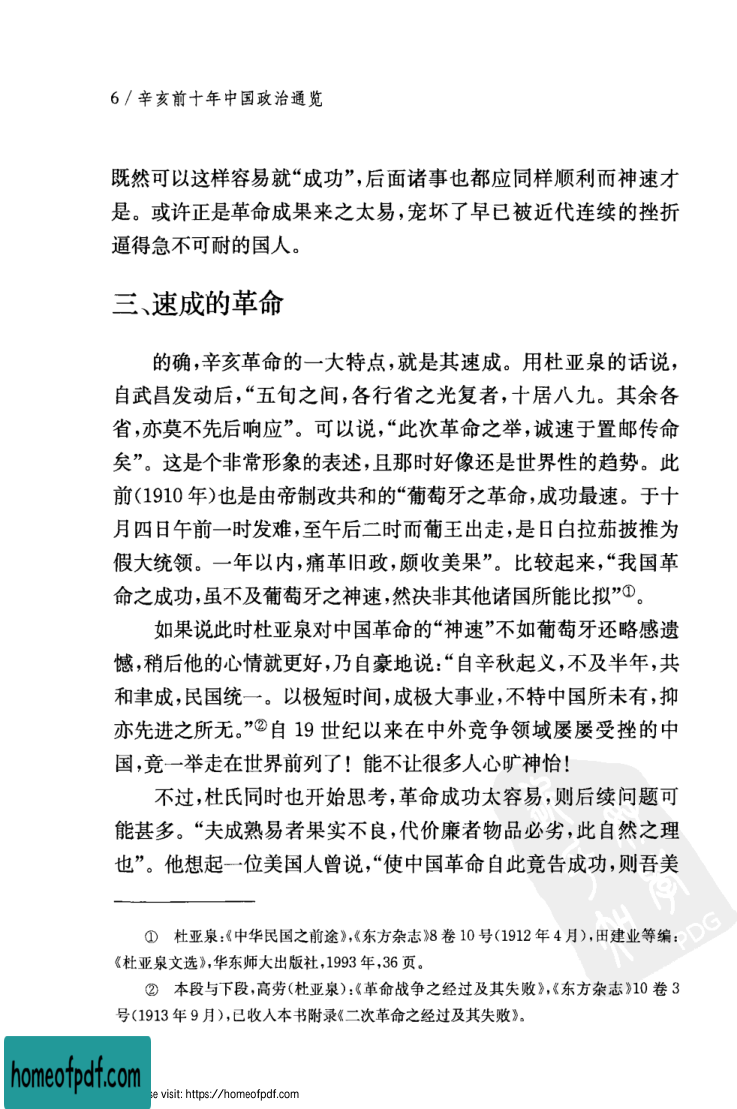 6 / 辛亥前十年中国政治通览
既然可以这样容易就“成功”,后面诸事也都应同样顺利而神速才
是。或许正是革命成果来之太易,宠坏了早已被近代连续的挫折
逼得急不可耐的国人。
三、速成的革命
的确,辛亥革命的一大特点,就是其速成。用杜亚泉的话说,
自武昌发动后,“五旬之间,各行省之光复者,十居八九。其余各
省,亦莫不先后响应”。可以说,“此次革命之举,诚速于置邮传命
矣”。这是个非常形象的表述,且那时好像还是世界性的趋势。此
前(1910 年)也是由帝制改共和的“葡萄牙之革命,成功最速。于十
月四日午前一时发难,至午后二时而葡王出走,是日白拉茄披推为
假大统领。一年以内,痛革旧政,颇收美果”。比较起来,“我国革
命之成功,虽不及葡萄牙之神速,然决非其他诸国所能比拟”①。
如果说此时杜亚泉对中国革命的“神速”不如葡萄牙还略感遗
憾,稍后他的心情就更好,乃自豪地说:“自辛秋起义,不及半年,共
和聿成,民国统一。以极短时间,成极大事业,不特中国所未有,抑
亦先进之所无。”②自 19 世纪以来在中外竞争领域屡屡受挫的中
国,竟一举走在世界前列了！能不让很多人心旷神怡！
不过,杜氏同时也开始思考,革命成功太容易,则后续问题可
能甚多。“夫成熟易者果实不良,代价廉者物品必劣,此自然之理
也”。他想起一位美国人曾说,“使中国革命自此竟告成功,则吾美
① 杜亚泉:《中华民国之前途》,《东方杂志》8 卷 10 号(1912 年 4 月),田建业等编:
《杜亚泉文选》,华东师大出版社,1993 年,36 页。
② 本段与下段,高劳(杜亚泉):《革命战争之经过及其失败》,《东方杂志》10 卷 3
号(1913 年 9 月),已收入本书附录《二次革命之经过及其失败》。
PDG
homeofpdf.com
se visit: https://homeofpdf.com